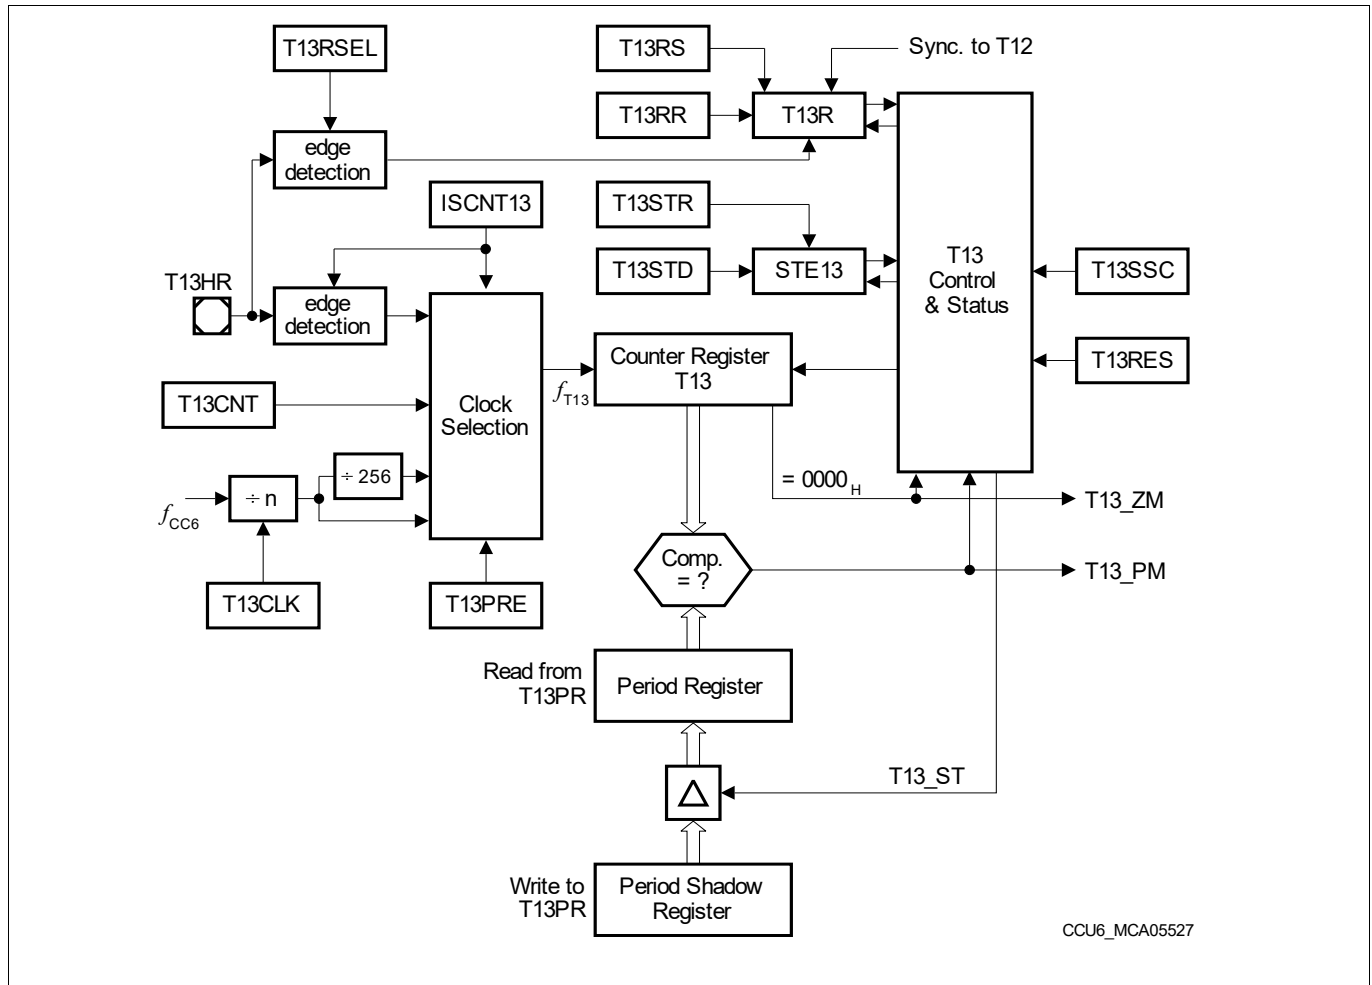 T13RSEL
T13RS
Sync. to T12
T13RR
T13R
edge
detection
ISCNT13
T13STR
T13STD
STE13
T13
Control
& Status
T13SSC
T13HR
edge
detection
Counter Register
T13
T13RES
T13CNT
Clock
Selection
fT13
÷ 256
÷ n
fCC6
= 0000H
T13_ZM
Comp.
= ?
T13_PM
T13CLK
T13PRE
Read from
T13PR
Period Register
T13_ST
Write to
T13PR
Period Shadow
Register
CCU6_MCA05527